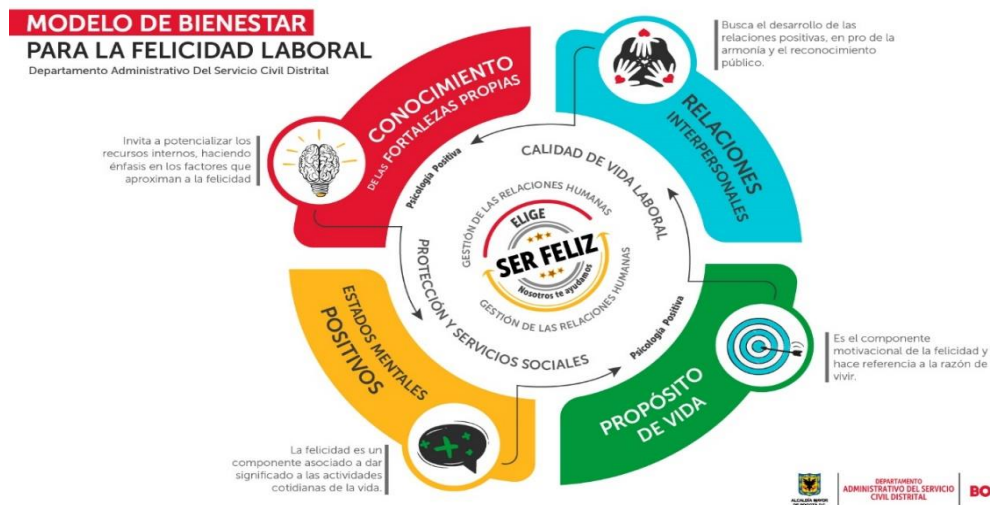 MODELO DE BIENESTAR
PARA LA FELICIDAD LABORAL
Departamento Administrativo Del Servicio Civil Distrital
Busca el desarrollo de las
relaciones positivas, en pro de la
armonía y el reconocimiento
público.
CONOCIMIENTO
DE LAS FORTALEZAS PROPIAS
RELACIONES
INTERPERSONALES
Invita a potencializar los
recursos internos, haciendo
énfasis en los factores que
aproximan a la felicidad
Psicología Positiva
CALIDAD DE VIDA LABORAL
GESTIÓN DE LAS RELACIONES HUMANAS
ELIGE
SER FELIZ
Nosotros te ayudamos
GESTIÓN DE LAS RELACIONES HUMANAS
PROTECCIÓN Y SERVICIOS SOCIALES
Psicología Positiva
ESTADOS MENTALES
POSITIVOS
PROPÓSITO
DE VIDA
Es el componente
motivacional de la felicidad y
hace referencia a la razón de
vivir.
La felicidad es un
componente asociado a dar
significado a las actividades
cotidianas de la vida.
ALCALDÍA MAYOR
DE BOGOTÁ D.C.
DEPARTAMENTO
ADMINISTRATIVO DEL SERVICIO
CIVIL DISTRITAL
BO